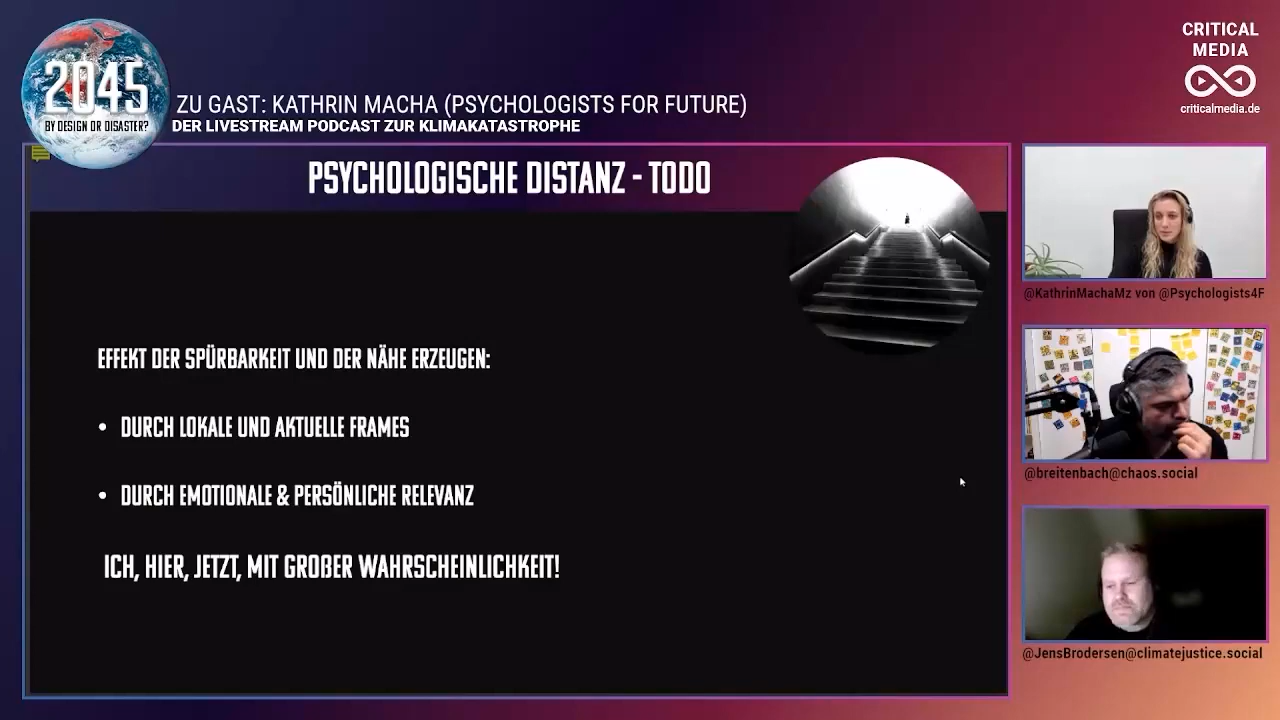 2045
BY DESIGN OR DISASTER?
ZU GAST: KATHRIN MACHA (PSYCHOLOGISTS FOR FUTURE)
DER LIVESTREAM PODCAST ZUR KLIMAKATASTROPHE
CRITICAL
MEDIA
criticalmedia.de
PSYCHOLOGISCHE DISTANZ - TODO
EFFEKT DER SPÜRBARKEIT UND DER NÄHE ERZEUGEN:
• DURCH LOKALE UND AKTUELLE FRAMES
• DURCH EMOTIONALE & PERSÖNLICHE RELEVANZ
ICH, HIER, JETZT, MIT GROßER WAHRSCHEINLICHKEIT!
@KathrinMachaMz von @Psychologists4F
@breitenbach@chaos.social
@JensBrodersen@climatejustice.social